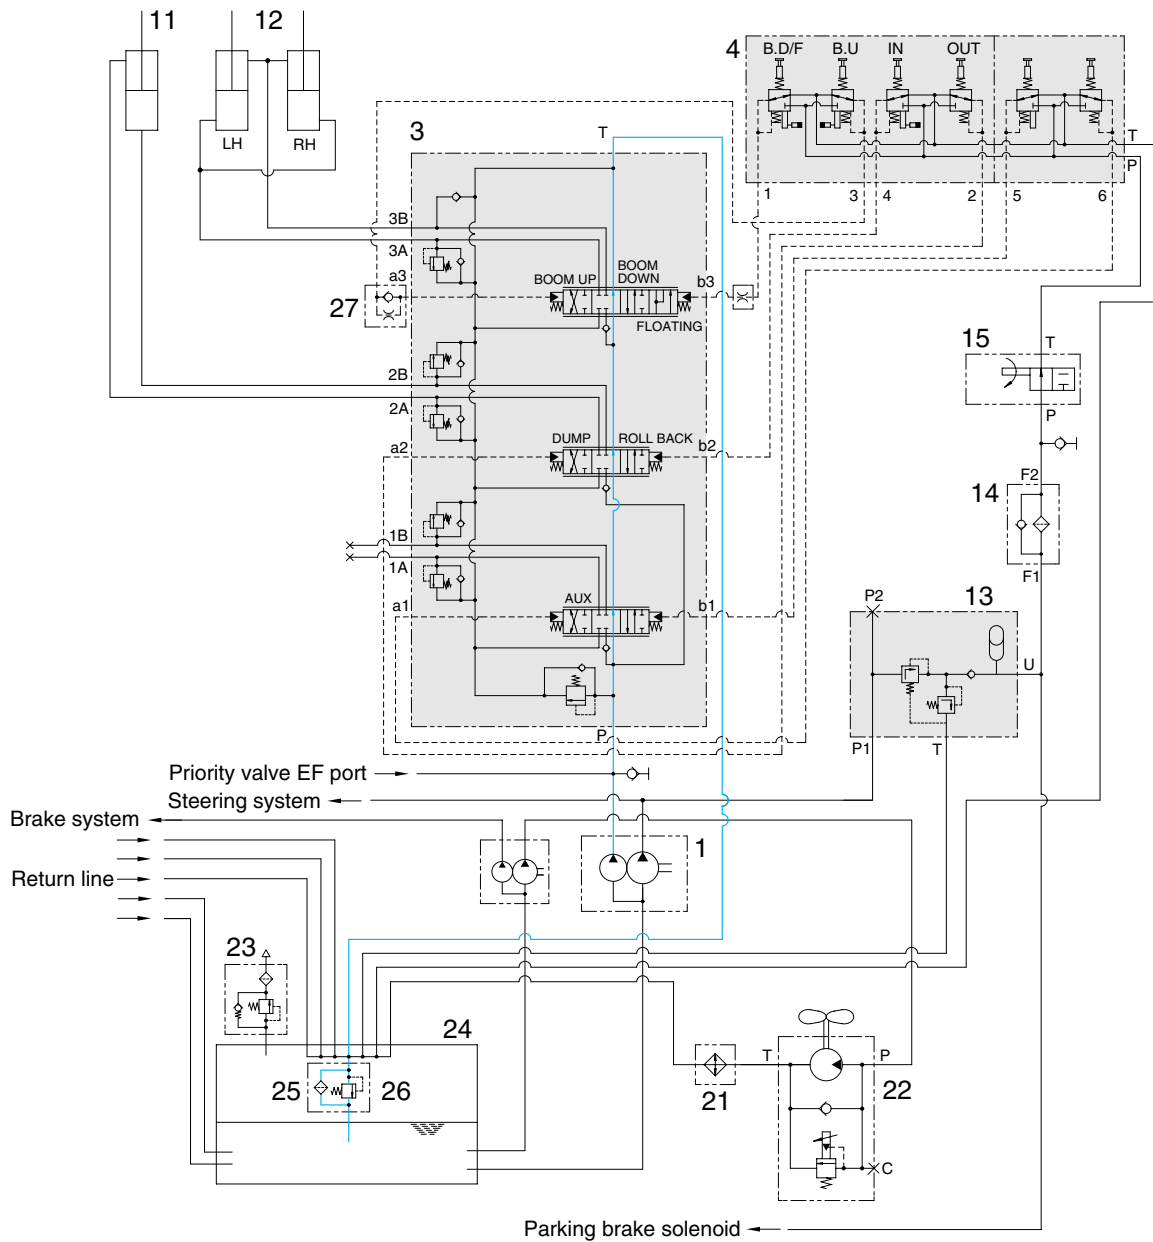 11
12
LH
RH
3
T
4
B.D/F
B.U
IN
OUT
T
P
1
3
4
2
5
6
3B
3A
a3
27
BOOM UP
BOOM
DOWN
b3
FLOATING
2B
2A
a2
DUMP
ROLL BACK
b2
1B
1A
a1
AUX
b1
P
15
T
P
F2
14
F1
P2
13
U
P1
T
Priority valve EF port
Steering system
Brake system
Return line
1
23
24
25
26
21
T
P
22
C
Parking brake solenoid